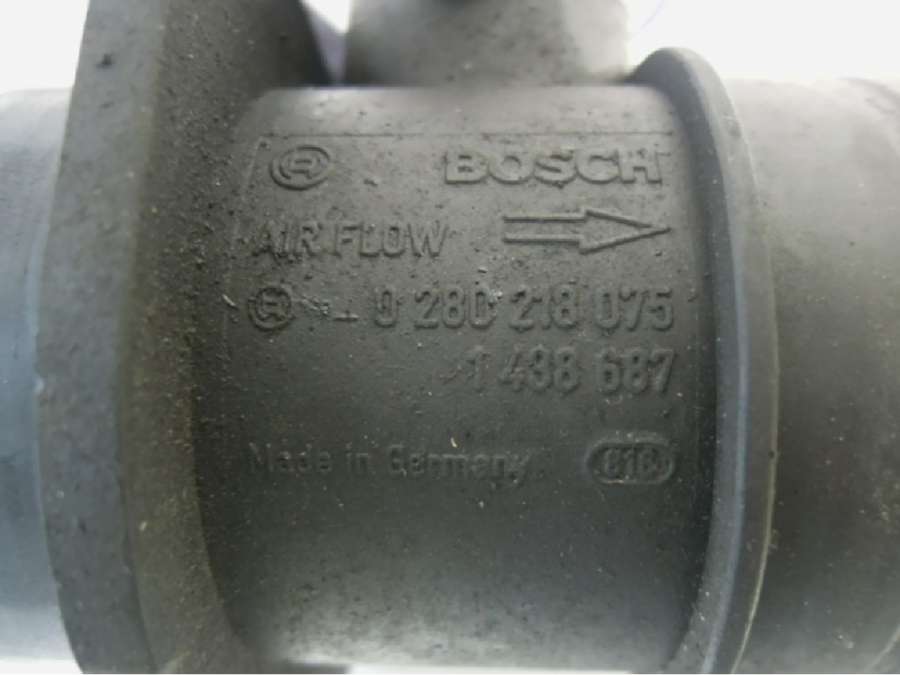 BOSCH
AIR FLOW
0 280 218 075
1 438 687
Made in Germany